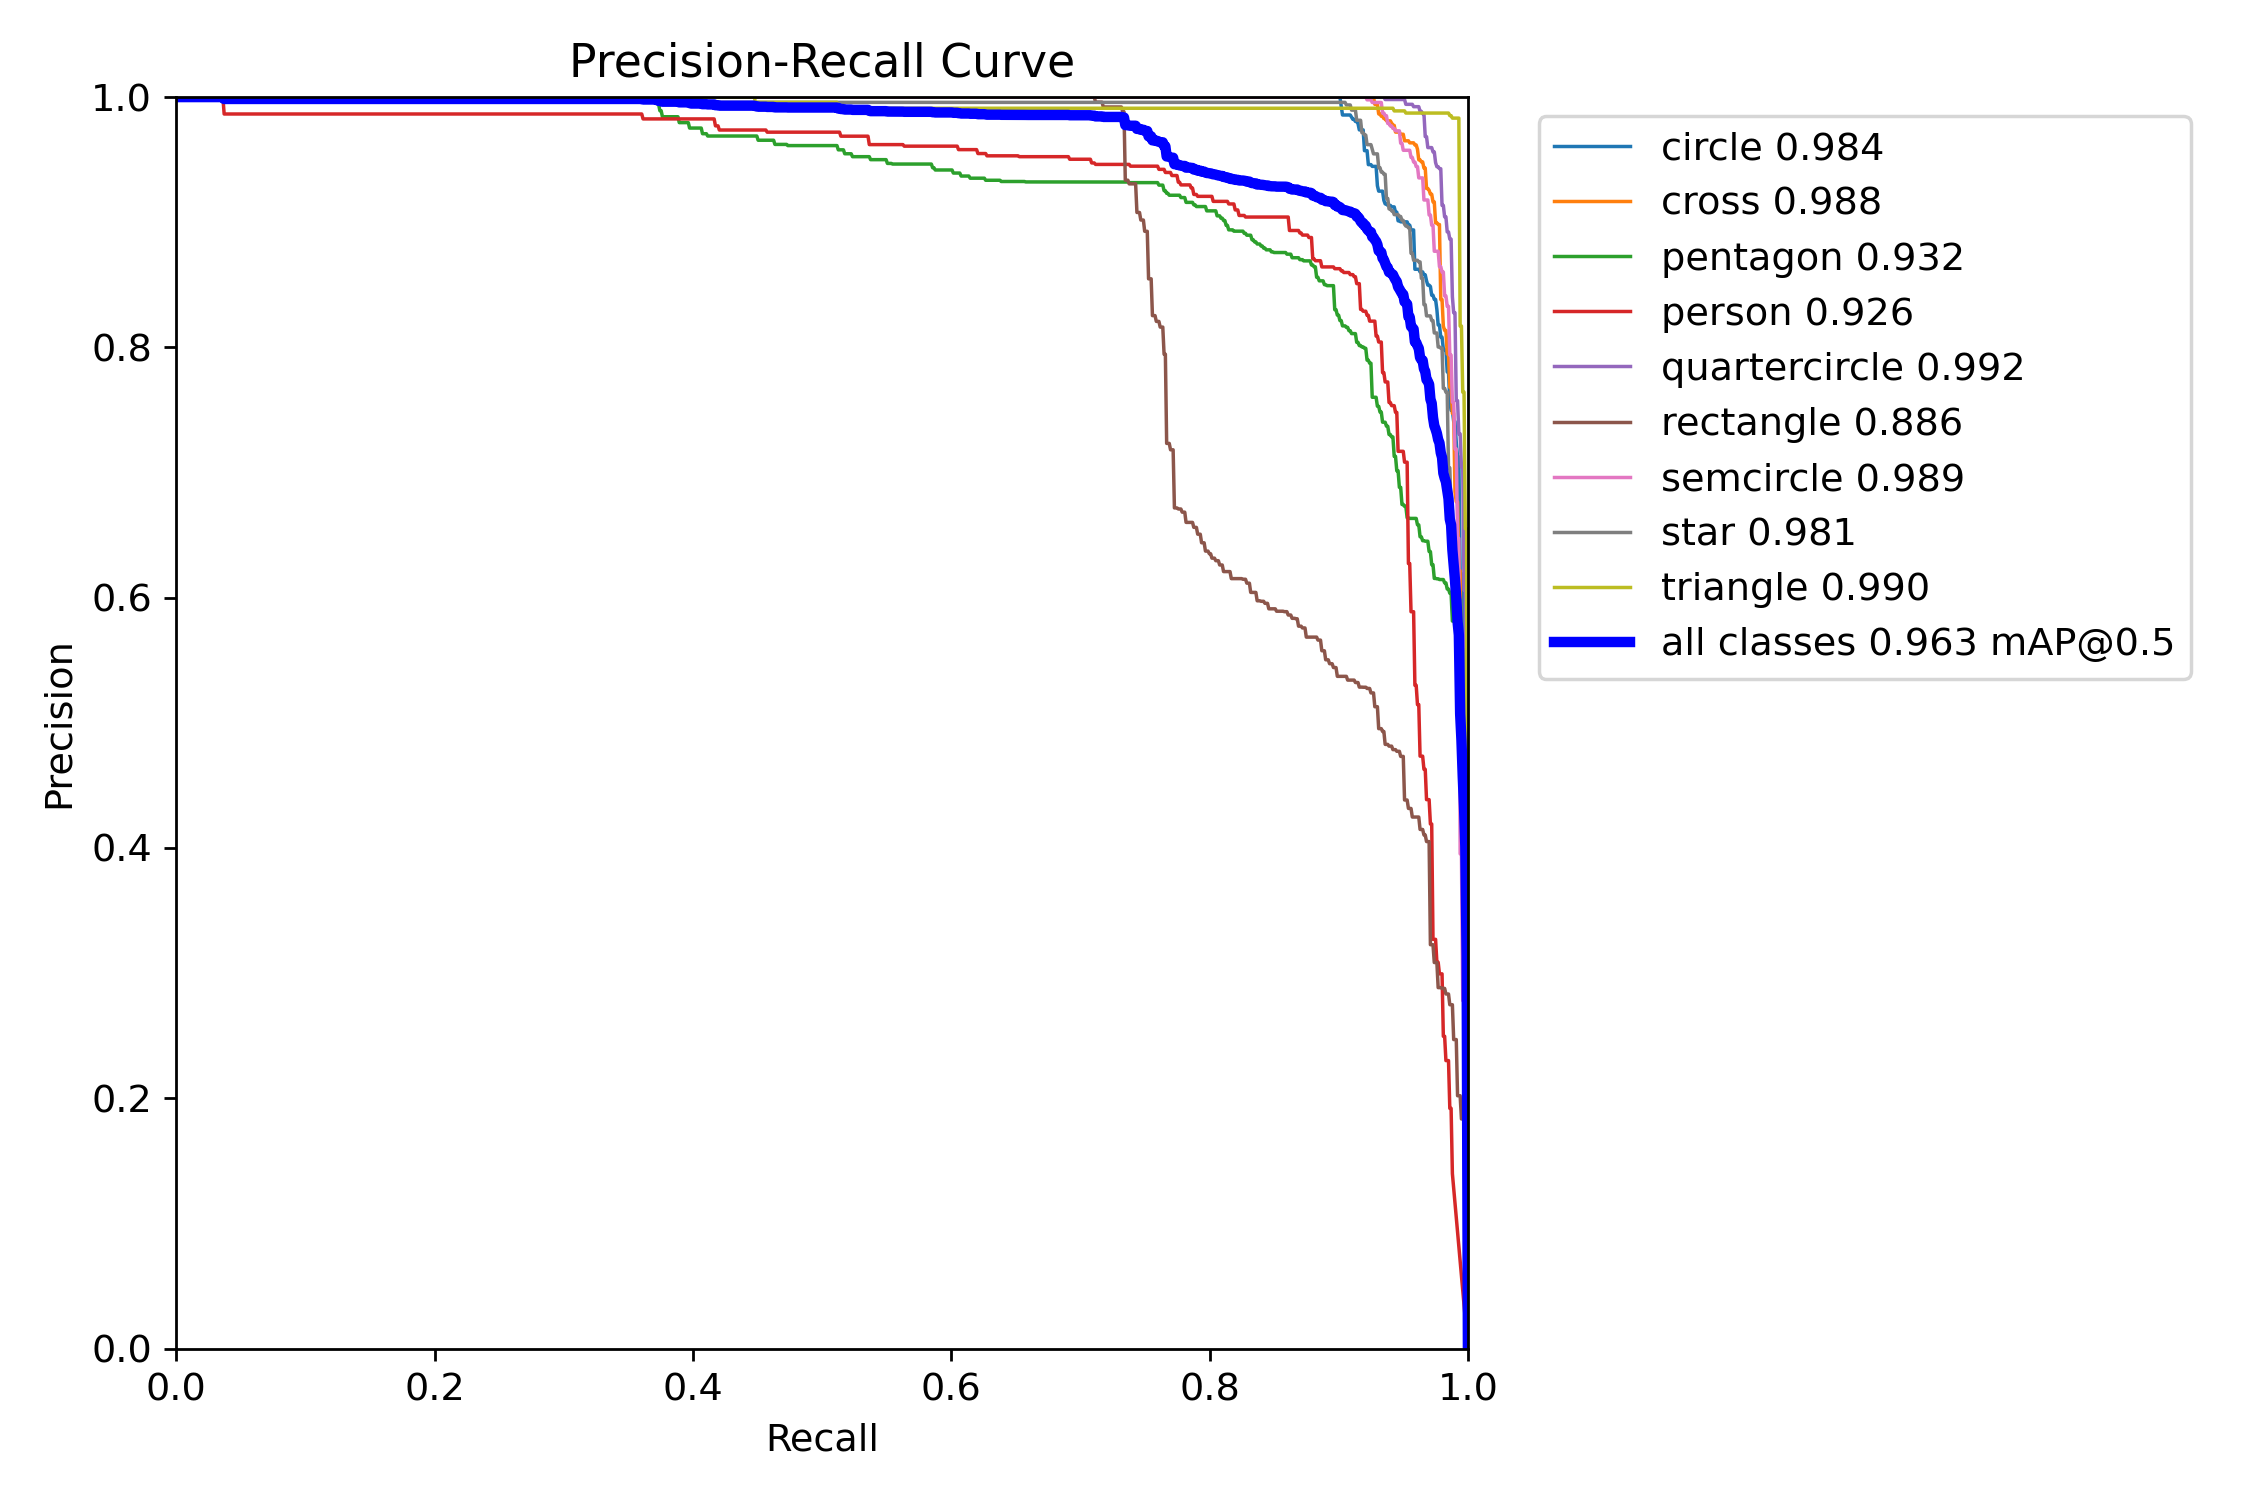 Precision-Recall Curve
1.0
0.8
0.6
0.4
0.2
0.0
Precision
0.0 0.2 0.4 0.6 0.8 1.0
Recall
circle 0.984
cross 0.988
pentagon 0.932
person 0.926
quartercircle 0.992
rectangle 0.886
semcircle 0.989
star 0.981
triangle 0.990
all classes 0.963 mAP@0.5